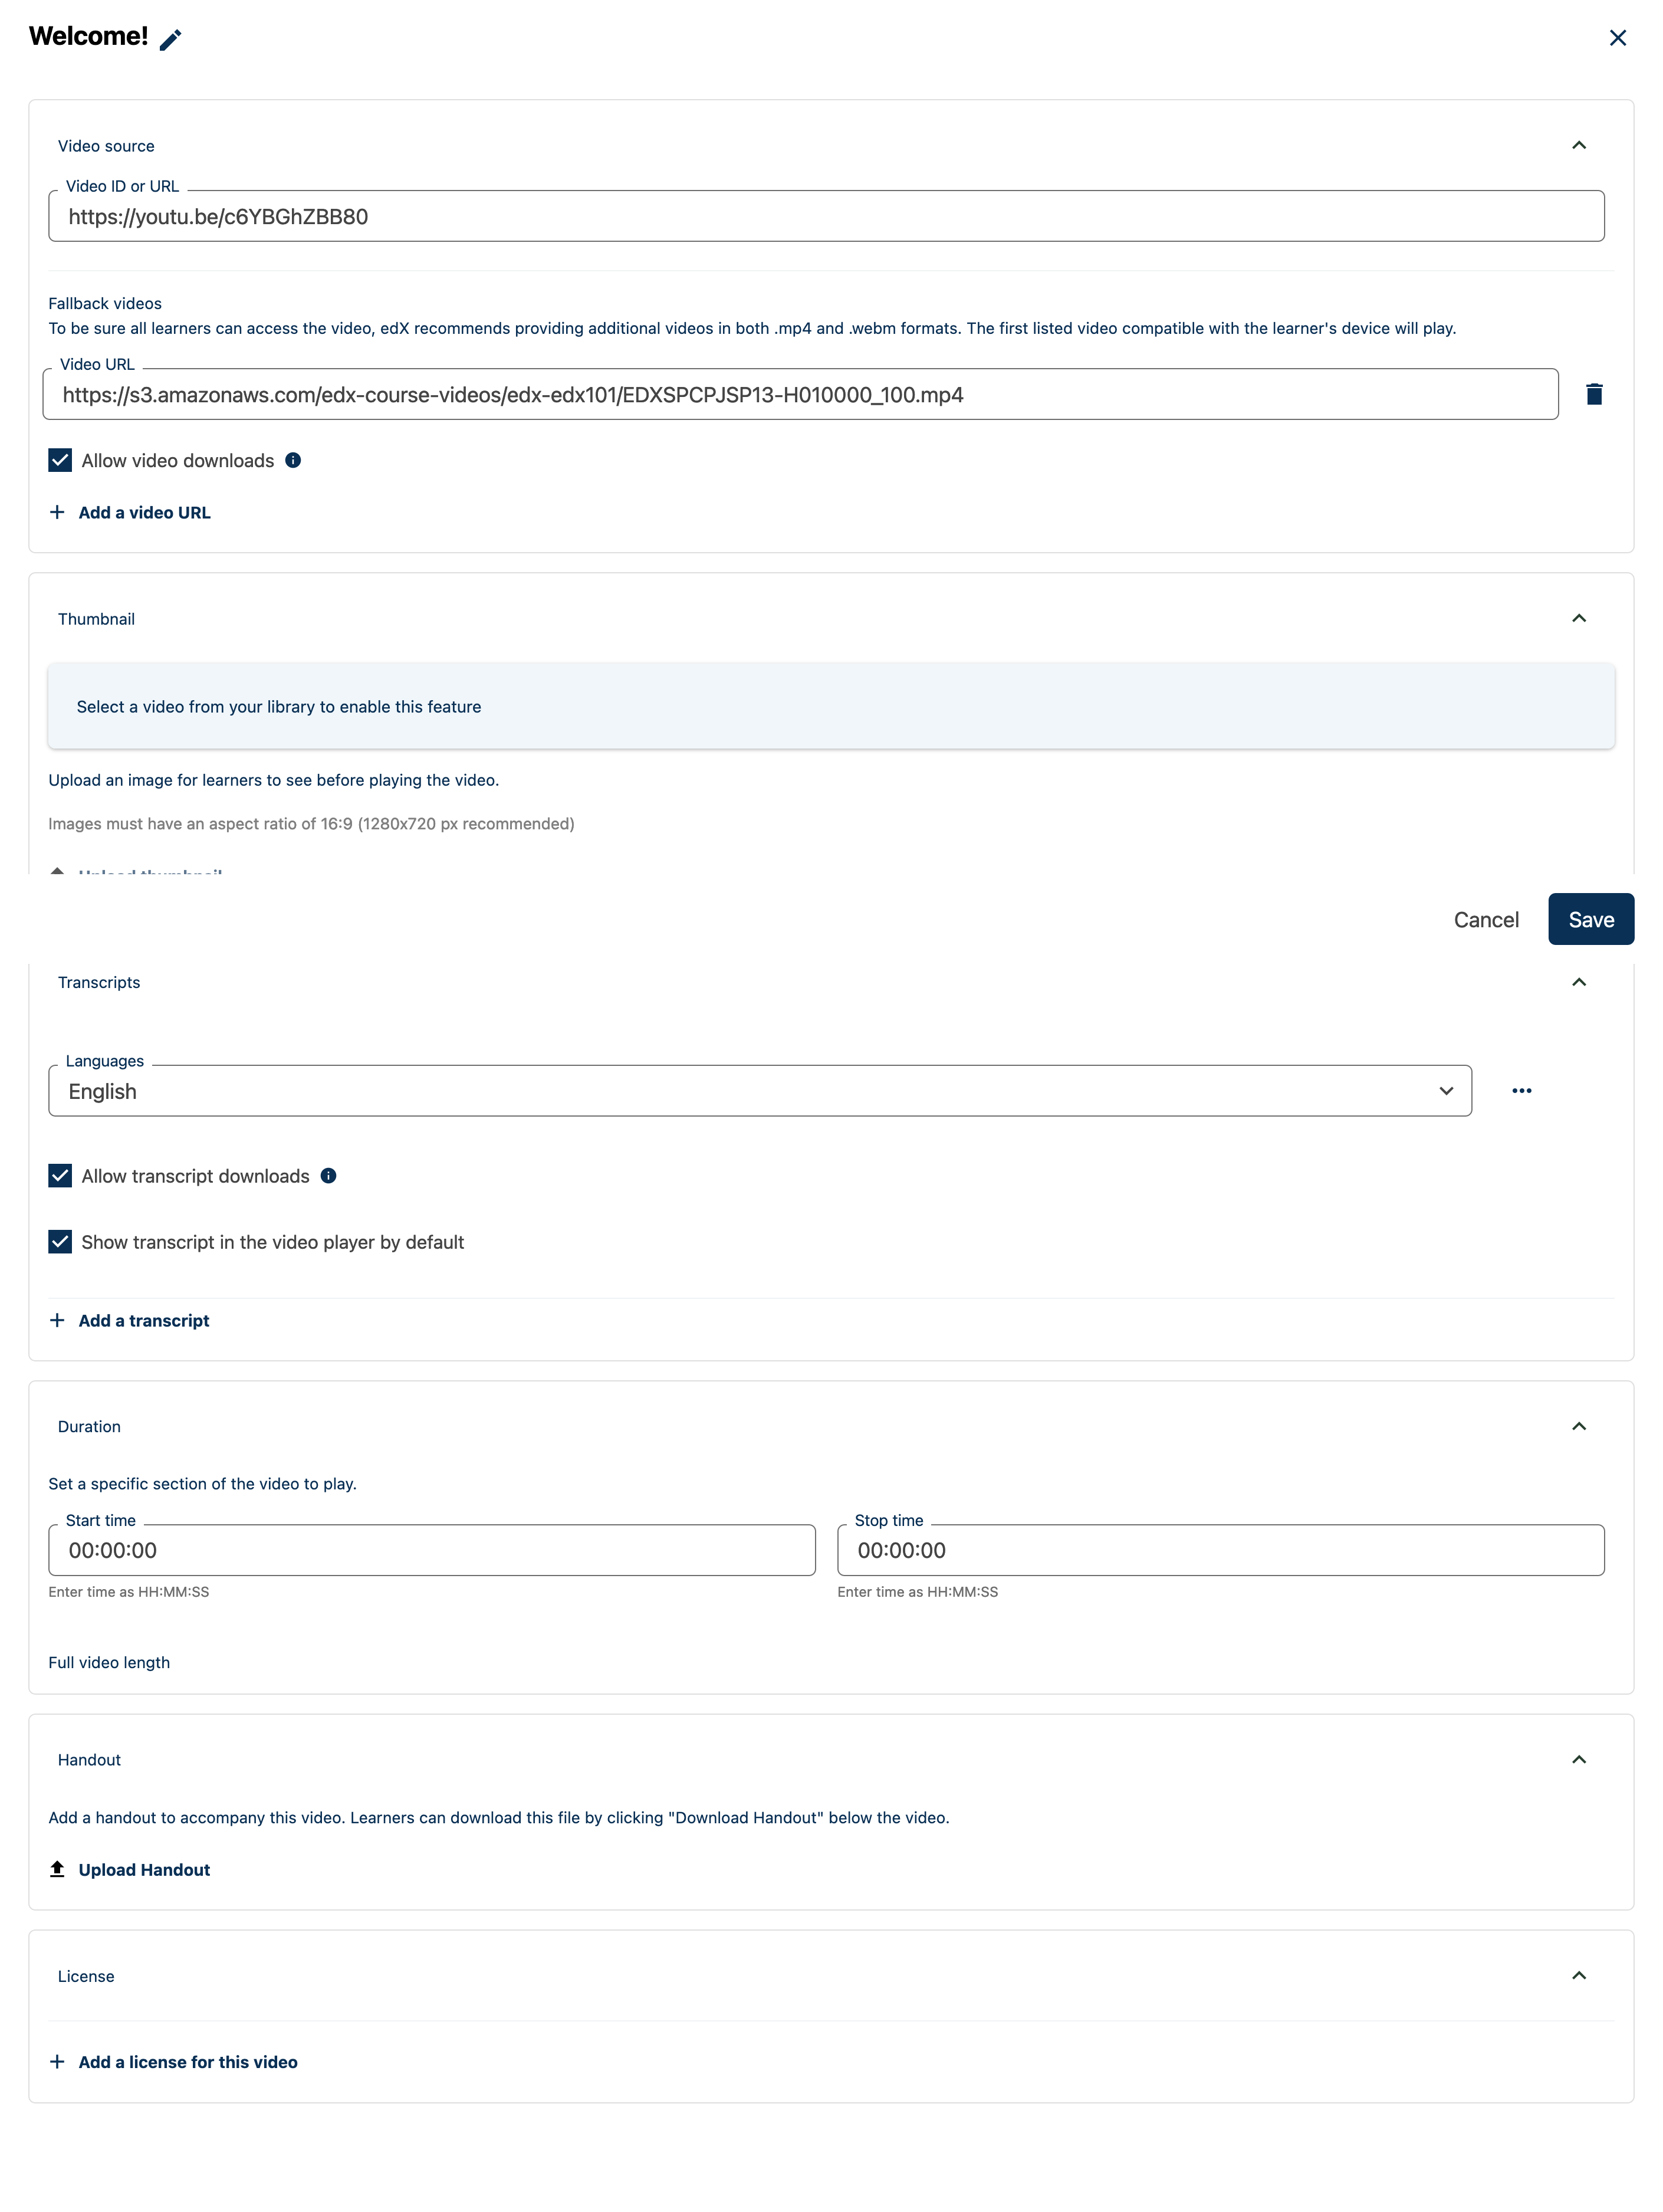 Welcome!
Video source
Video ID or URL
https://youtu.be/c6YBGhZBB80
Fallback videos
To be sure all learners can access the video, edX recommends providing additional videos in both .mp4 and .webm formats. The first listed video compatible with the learner's device will play.
Video URL
https://s3.amazonaws.com/edx-course-videos/edx-edx101/EDXSPCPJSP13-H010000_100.mp4
Allow video downloads
Add a video URL
Thumbnail
Select a video from your library to enable this feature
Upload an image for learners to see before playing the video.
Images must have an aspect ratio of 16:9 (1280x720 px recommended)
Upload thumbnail
Cancel Save
Transcripts
Languages
English
Allow transcript downloads
Show transcript in the video player by default
Add a transcript
Duration
Set a specific section of the video to play.
Start time Stop time
00:00:00 00:00:00
Enter time as HH:MM:SS Enter time as HH:MM:SS
Full video length
Handout
Add a handout to accompany this video. Learners can download this file by clicking "Download Handout" below the video.
Upload Handout
License
Add a license for this video